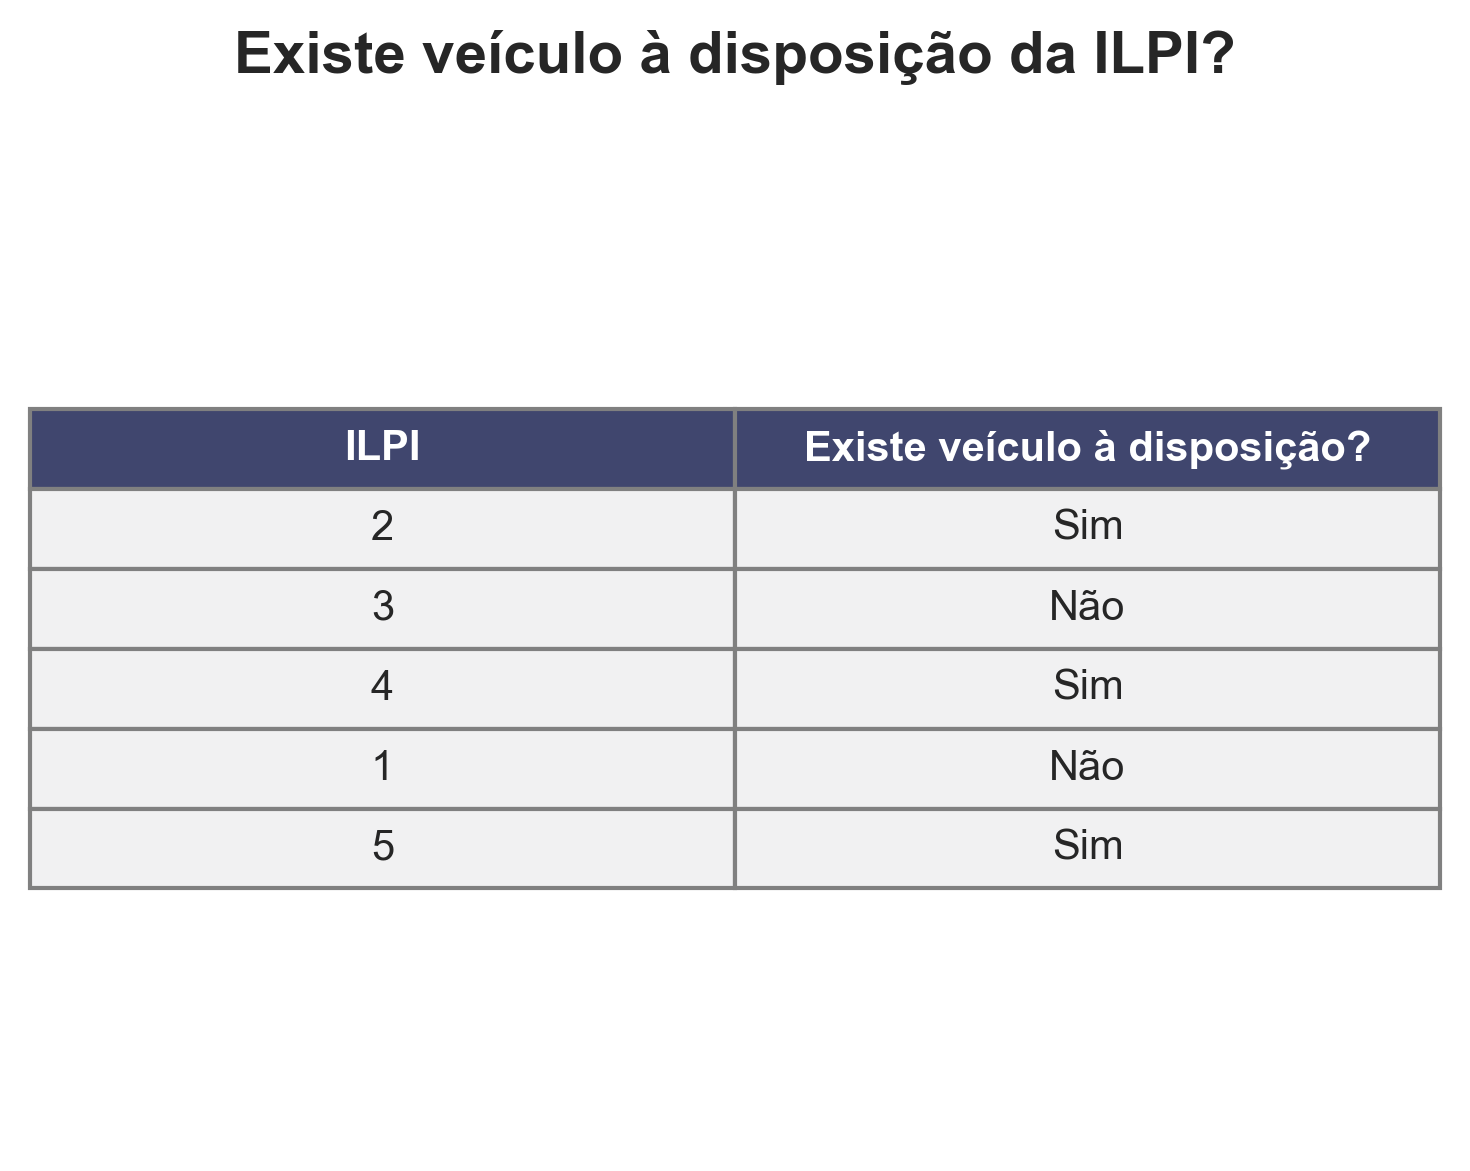 Existe veículo à disposição da ILPI?
ILPI Existe veículo à disposição?
2 Sim
3 Não
4 Sim
1 Não
5 Sim